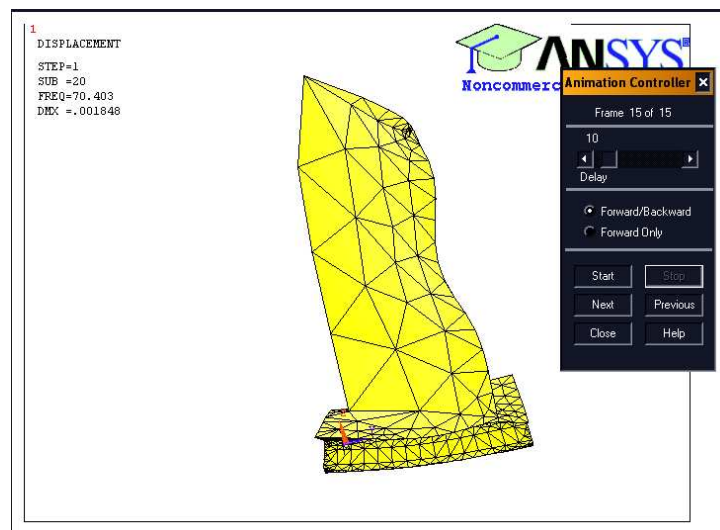 1
DISPLACEMENT
STEP=1
SUB =20
FREQ=70.403
DMX =.001848
ANSYS
Noncommerc
Animation Controller
Frame 15 of 15
10
Delay
Forward/Backward
Forward Only
Start Stop
Next Previous
Close Help